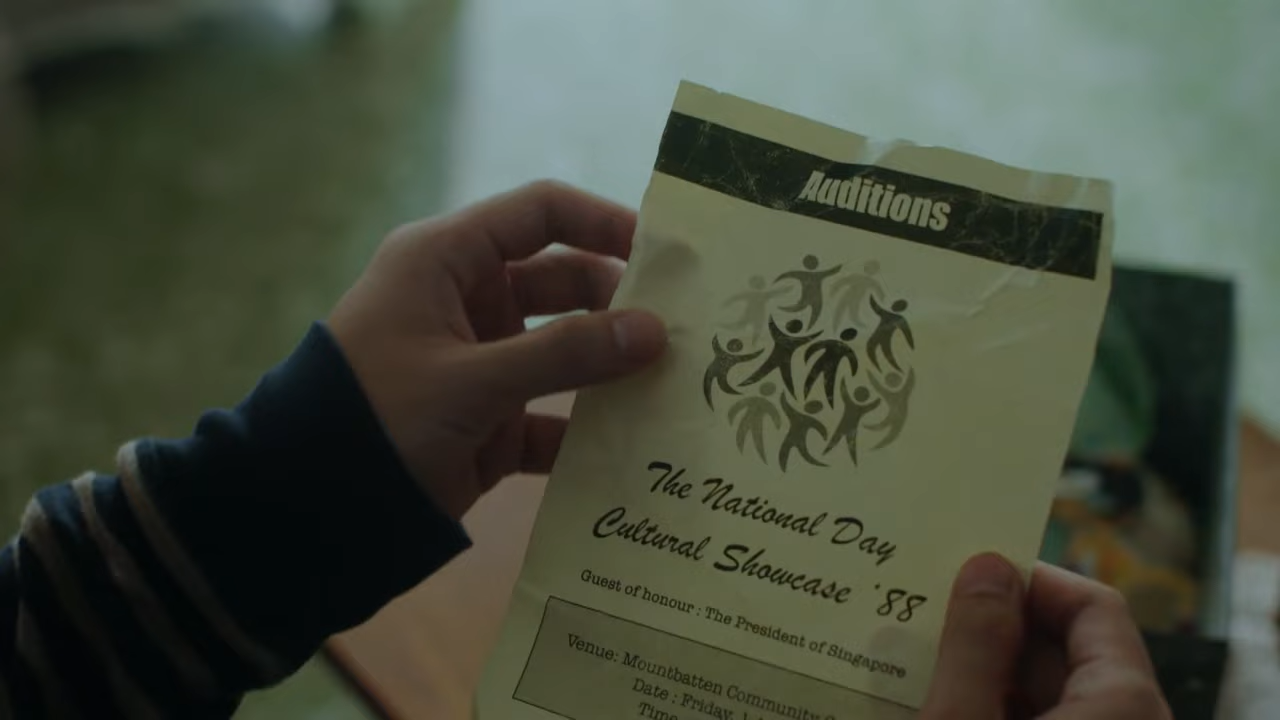 Auditions
The National Day
Cultural Showcase '88
Guest of honour : The President of Singapore
Venue: Mountbatten Community
Date : Friday,
Time